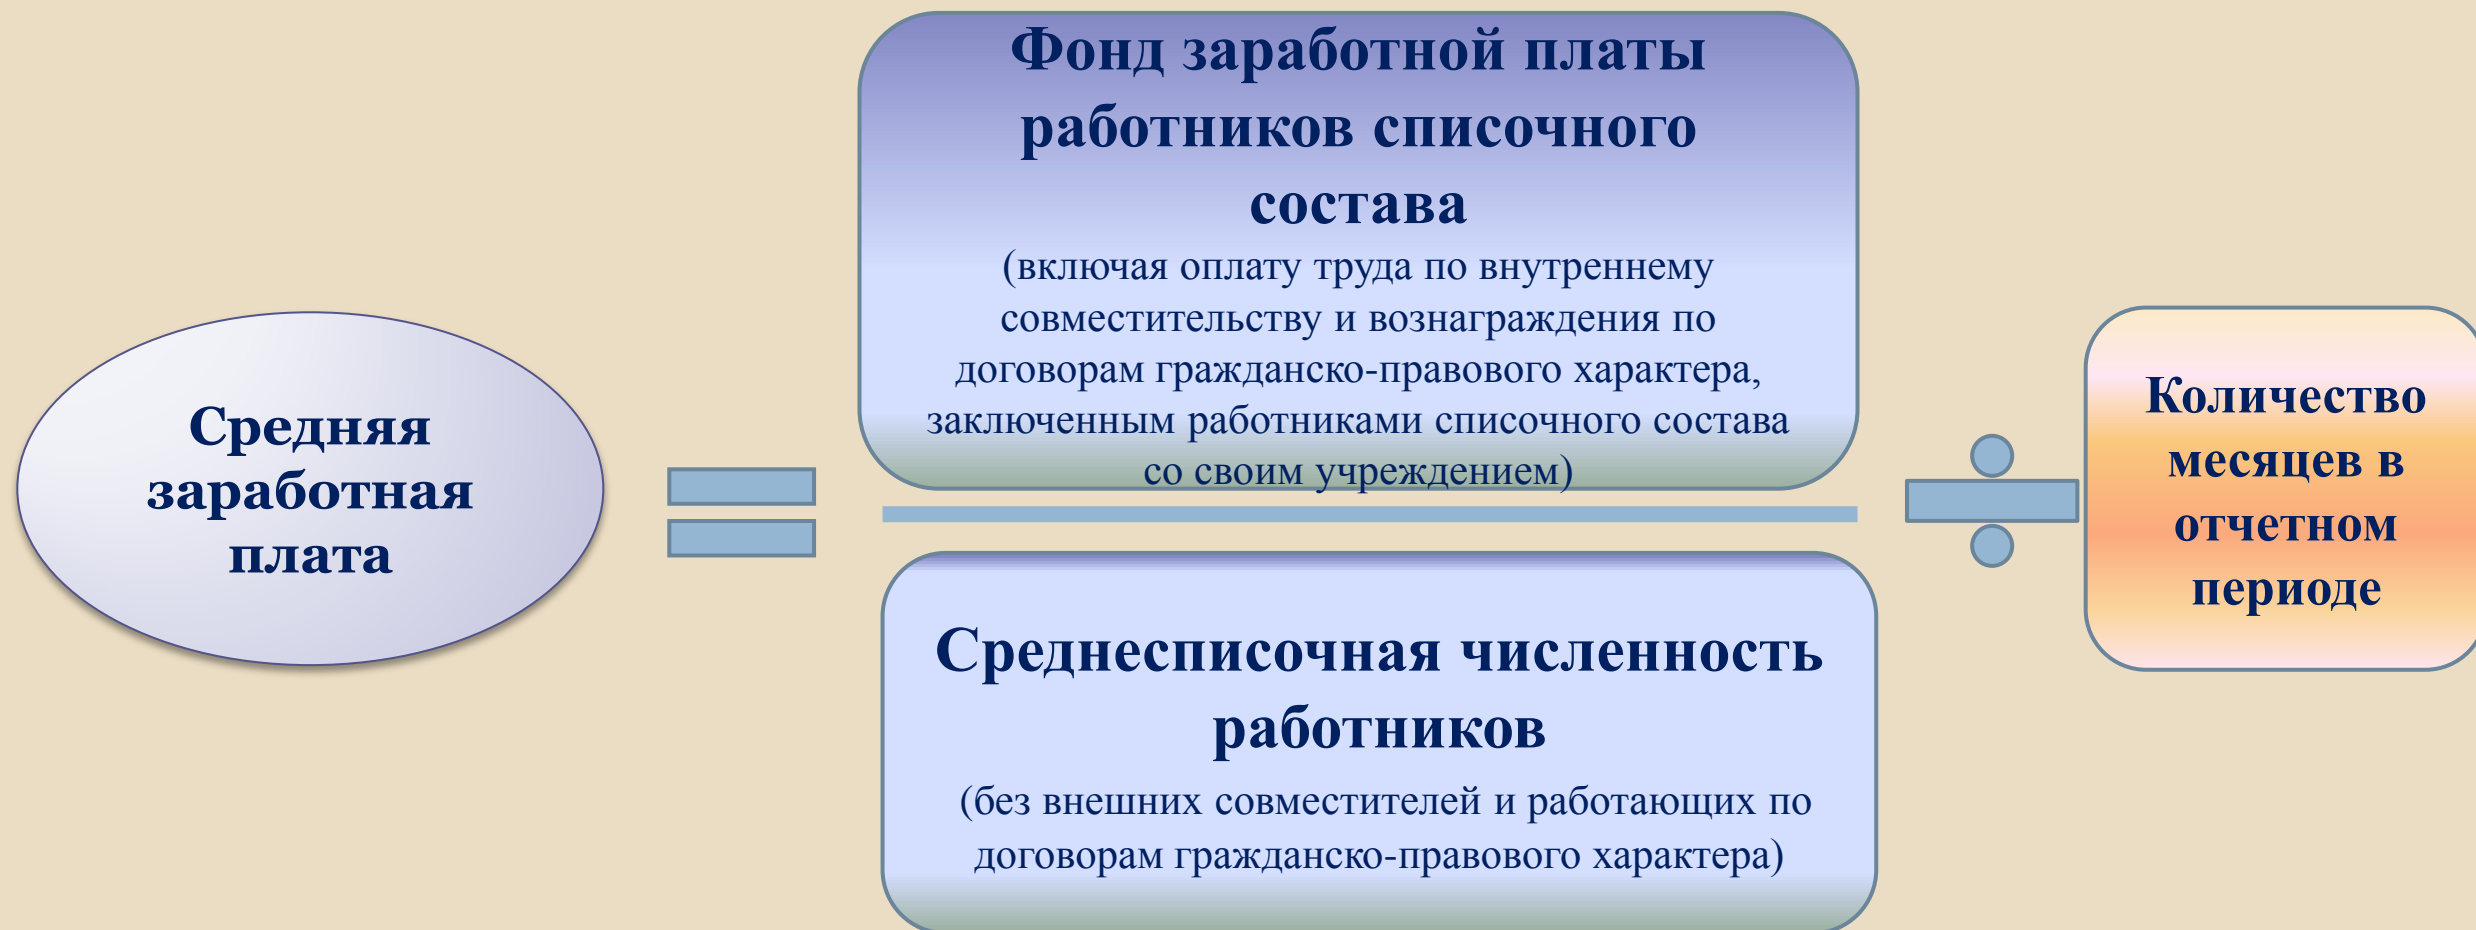 Средняя
заработная
плата
Фонд заработной платы
работников списочного
состава
(включая оплату труда по внутреннему
совместительству и вознаграждения по
договорам гражданско-правового характера,
заключенным работниками списочного состава
со своим учреждением)
Среднесписочная численность
работников
(без внешних совместителей и работающих по
договорам гражданско-правового характера)
Количество
месяцев в
отчетном
периоде